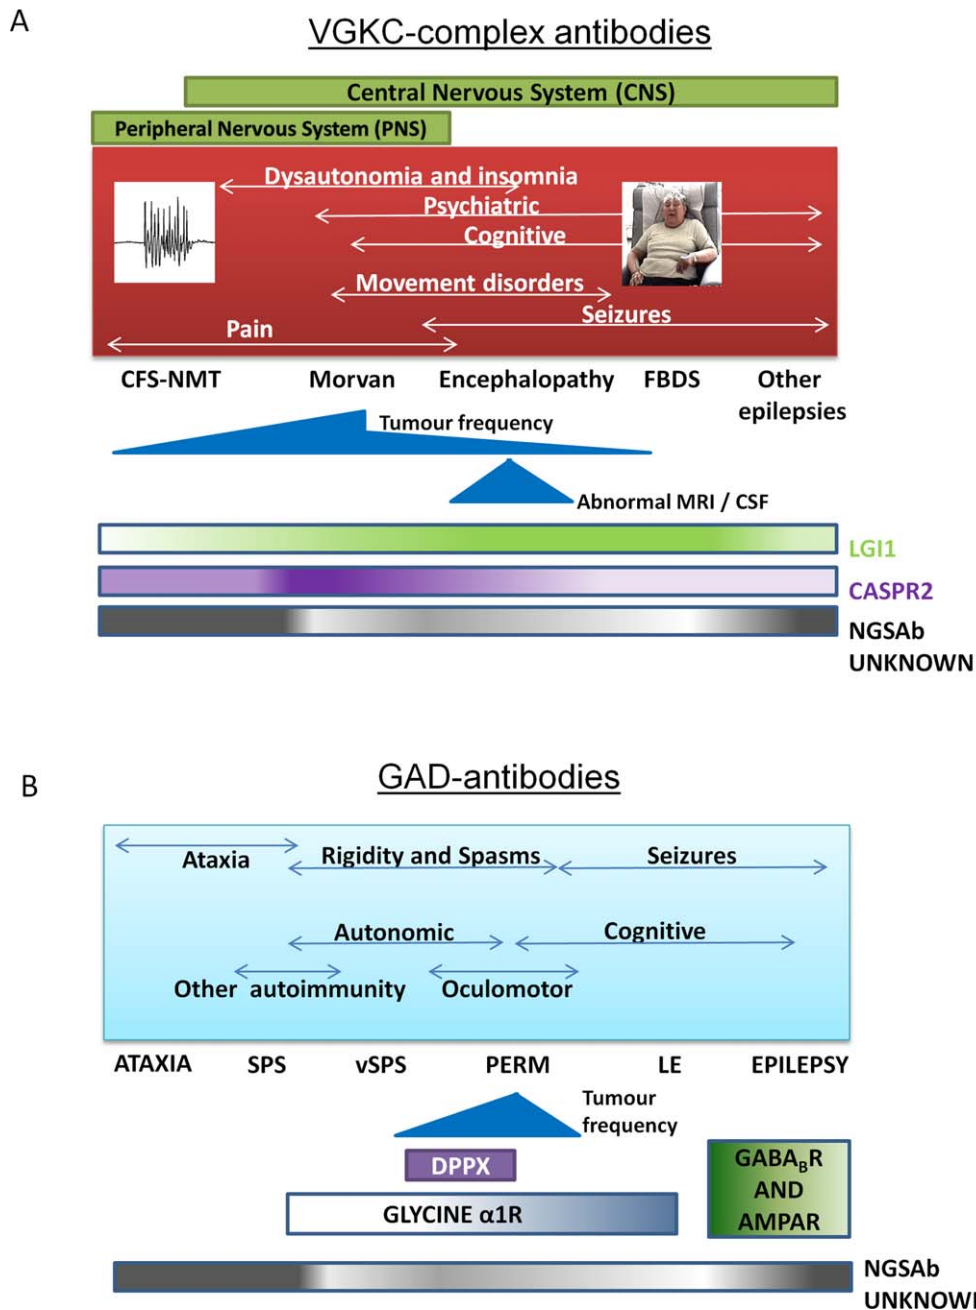 A
VGKC-complex antibodies
Central Nervous System (CNS)
Peripheral Nervous System (PNS)
Dysautonomia and insomnia
Psychiatric
Cognitive
Movement disorders
Seizures
Pain
CFS-NMT Morvan Encephalopathy FBDS Other
epilepsies
Tumour frequency
Abnormal MRI / CSF
LGI1
CASPR2
NGSAb
UNKNOWN
B
GAD-antibodies
Ataxia Rigidity and Spasms Seizures
Autonomic Cognitive
Other autoimmunity Oculomotor
ATAXIA SPS vSPS PERM LE EPILEPSY
Tumour
frequency
DPPX
GLYCINE α1R
GABA_BR
AND
AMPAR
NGSAb
UNKNOWN